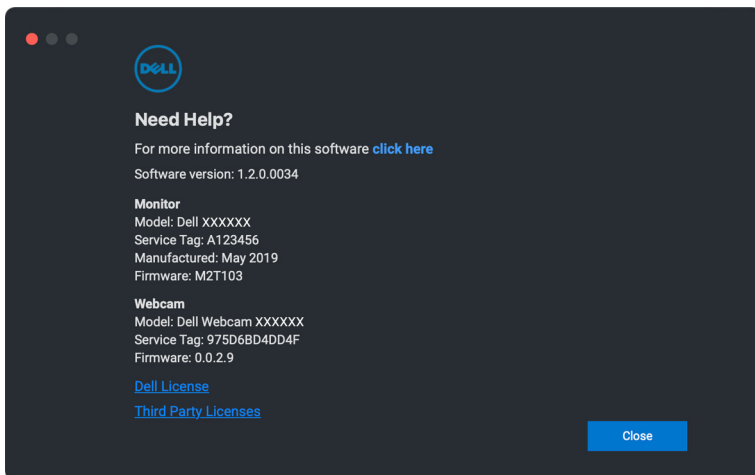 DELL
Need Help?
For more information on this software click here
Software version: 1.2.0.0034
Monitor
Model: Dell XXXXXX
Service Tag: A123456
Manufactured: May 2019
Firmware: M2T103
Webcam
Model: Dell Webcam XXXXXX
Service Tag: 975D6BD4DD4F
Firmware: 0.0.2.9
Dell License
Third Party Licenses
Close